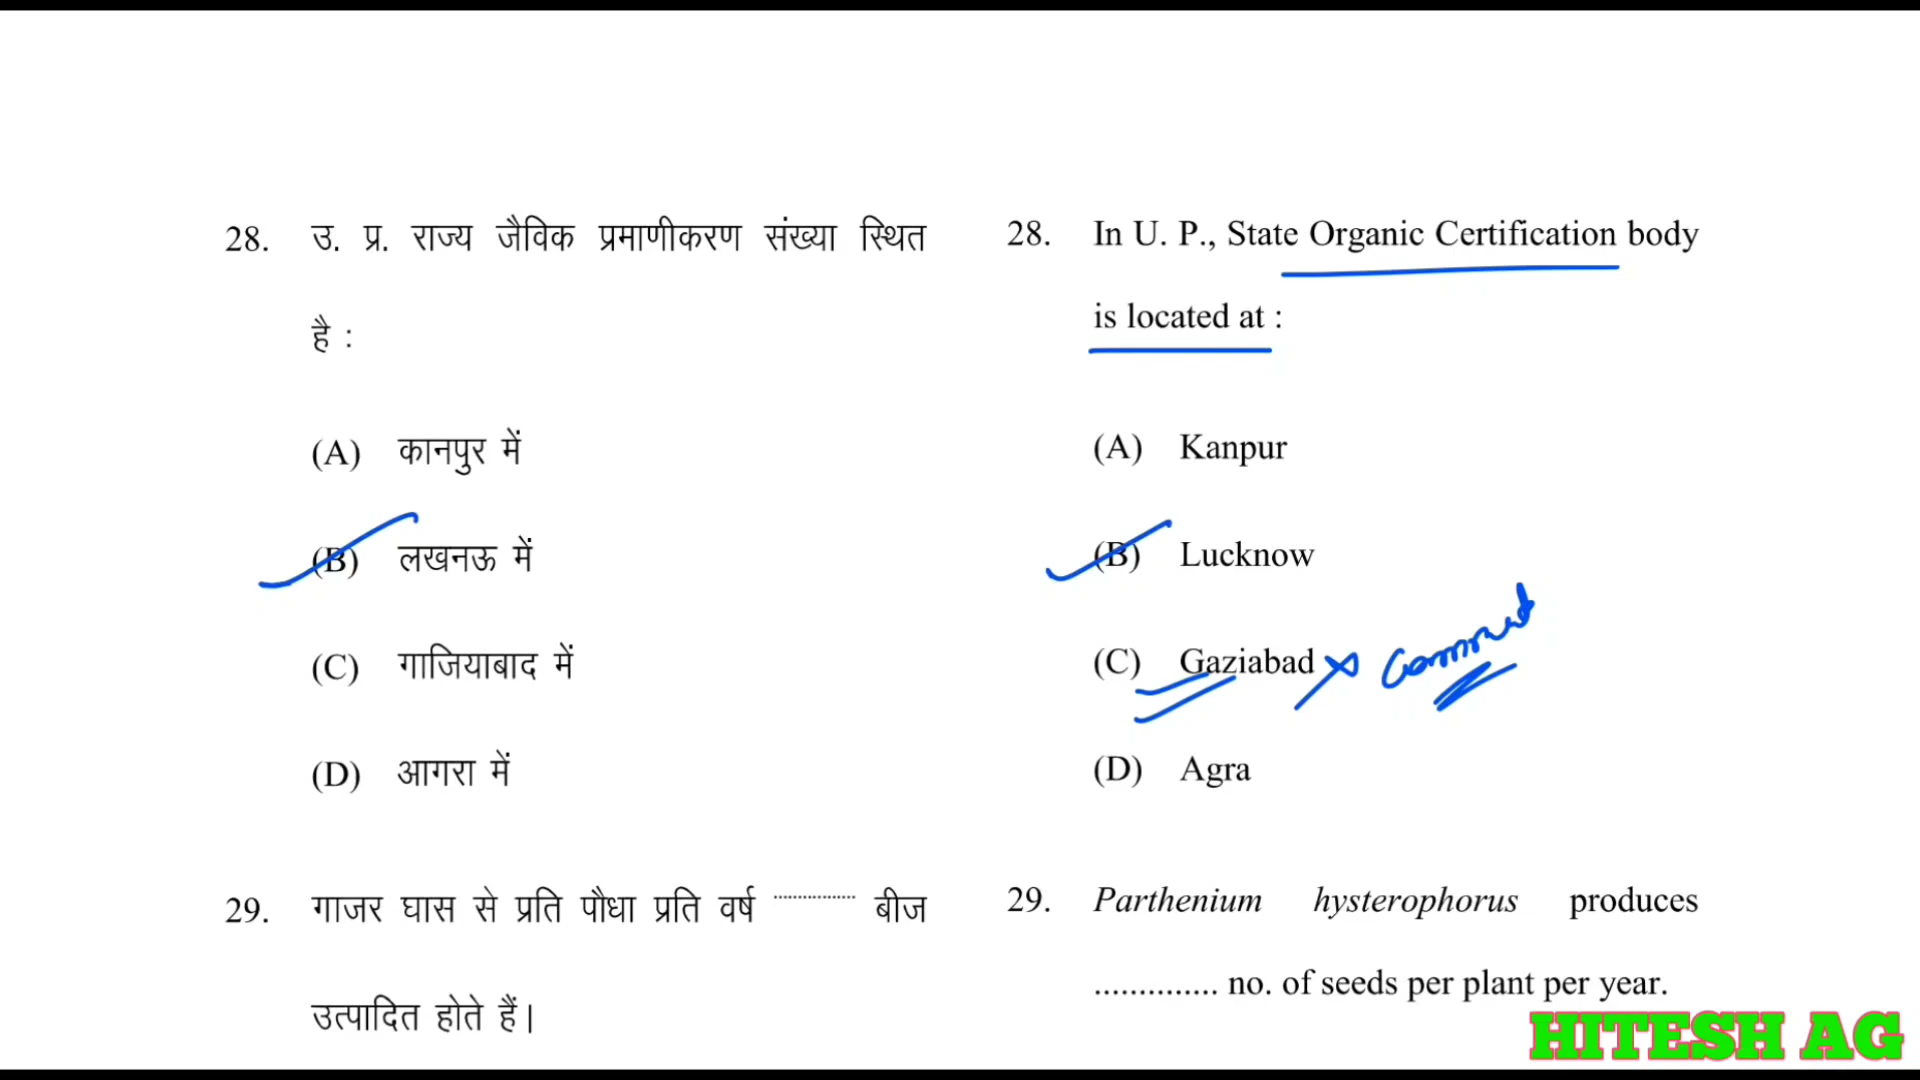 28. उ. प्र. राज्य जैविक प्रमाणीकरण संख्या स्थित
है :
(A) कानपुर में
(B) लखनऊ में
(C) गाजियाबाद में
(D) आगरा में
29. गाजर घास से प्रति पौधा प्रति वर्ष ............... बीज
उत्पादित होते हैं।
28. In U. P., State Organic Certification body
is located at :
(A) Kanpur
(B) Lucknow
(C) Gaziabad
(D) Agra
29. Parthenium hysterophorus produces
.............. no. of seeds per plant per year.
HITESH AG